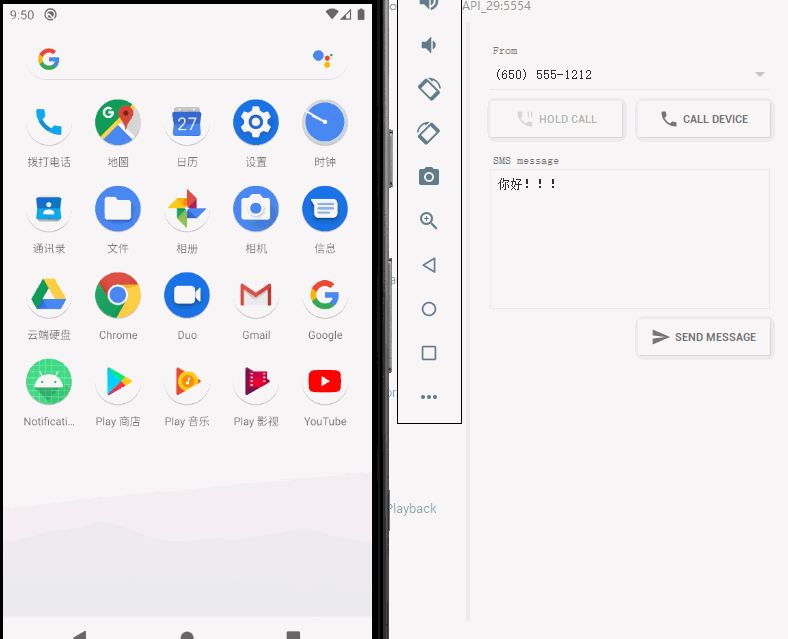 9:50
27
拨打电话 地图 日历 设置 时钟
通讯录 文件 相册 相机 信息
云端硬盘 Chrome Duo Gmail Google
Notificati... Play 商店 Play 音乐 Play 影视 YouTube
API_29:5554
From
(650) 555-1212
HOLD CALL CALL DEVICE
SMS message
你好！！！
SEND MESSAGE
Playback